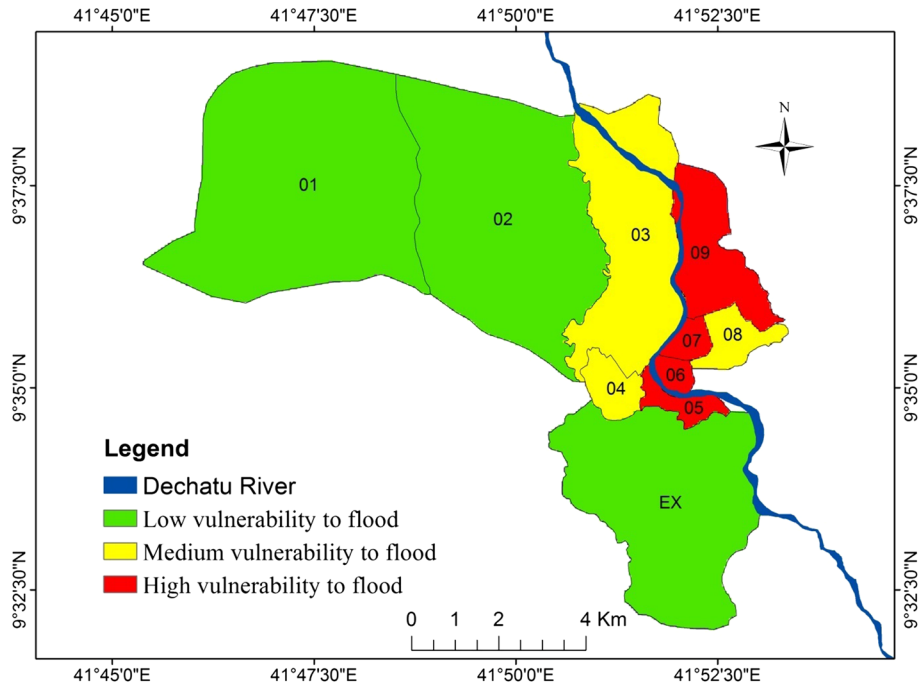 41°45'0"E 41°47'30"E 41°50'0"E 41°52'30"E
N
9°37'30"N 9°37'30"N
01
02
03
09
08
07
06
04
05
9°35'0"N 9°35'0"N
EX
Legend
Dechatu River
Low vulnerability to flood
Medium vulnerability to flood
High vulnerability to flood
9°32'30"N 9°32'30"N
0 1 2 4 Km
41°45'0"E 41°47'30"E 41°50'0"E 41°52'30"E